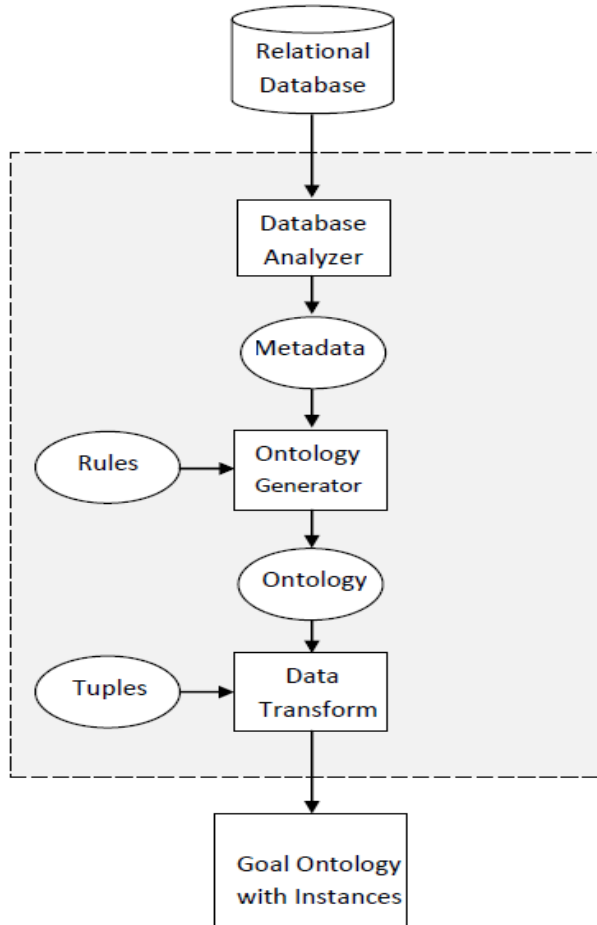 Relational
Database
Database
Analyzer
Metadata
Rules
Ontology
Generator
Ontology
Tuples
Data
Transform
Goal Ontology
with Instances